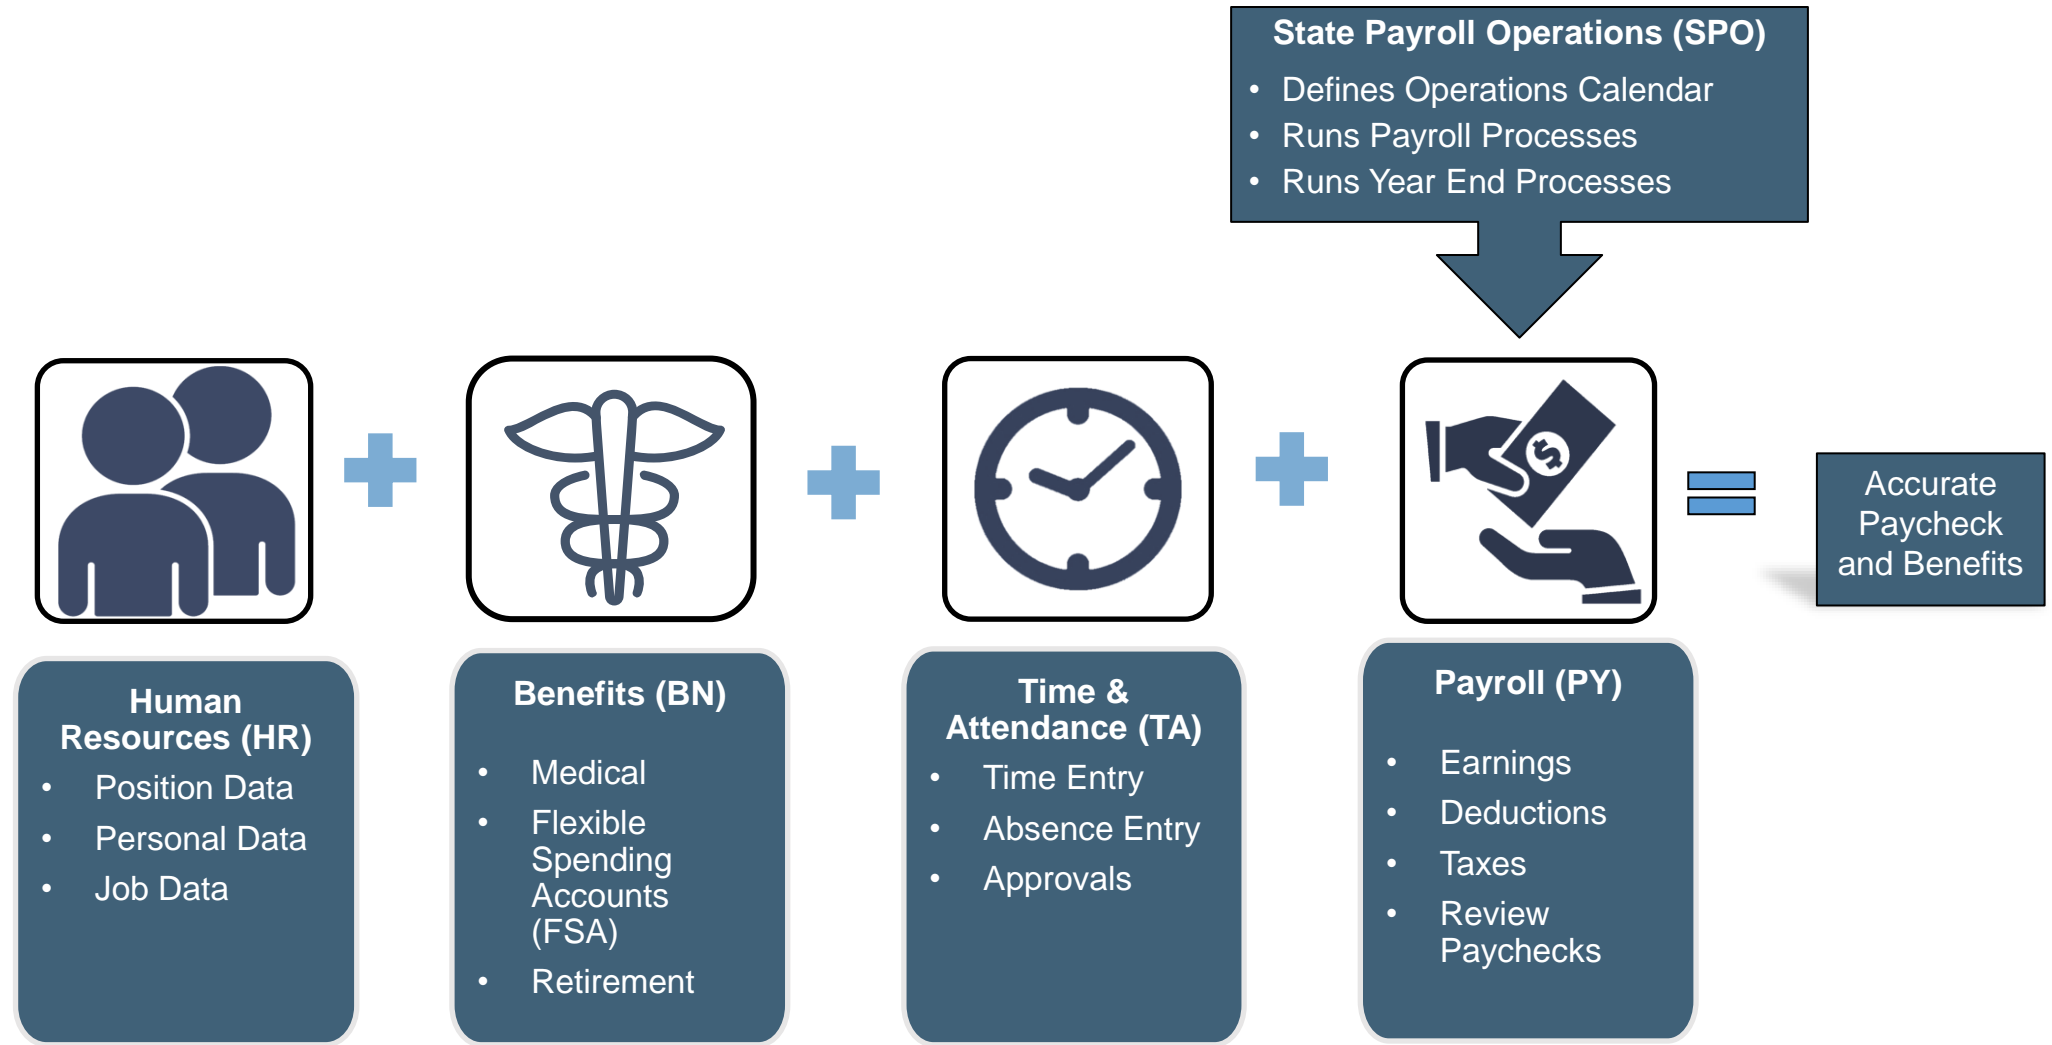 State Payroll Operations (SPO)
• Defines Operations Calendar
• Runs Payroll Processes
• Runs Year End Processes
$
Accurate
Paycheck
and Benefits
Human
Resources (HR)
• Position Data
• Personal Data
• Job Data
Benefits (BN)
• Medical
• Flexible
Spending
Accounts
(FSA)
• Retirement
Time &
Attendance (TA)
• Time Entry
• Absence Entry
• Approvals
Payroll (PY)
• Earnings
• Deductions
• Taxes
• Review
Paychecks